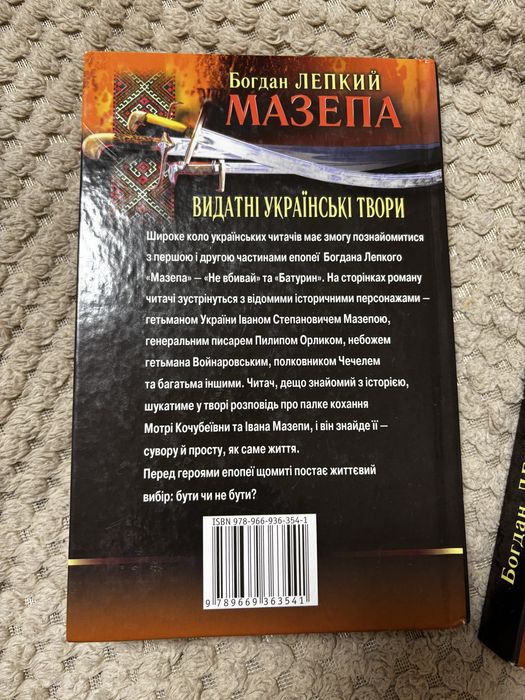 Богдан ЛЕПКИЙ
МАЗЕПА
ВИДАТНІ УКРАЇНСЬКІ ТВОРИ
Широке коло українських читачів має змогу познайомитися
з першою і другою частинами епопеї Богдана Лепкого
«Мазепа» — «Не вбивай» та «Батурин». На сторінках роману
читачі зустрінуться з відомими історичними персонажами —
гетьманом України Іваном Степановичем Мазепою,
генеральним писарем Пилипом Орликом, небожем
гетьмана Войнаровським, полковником Чечелем
та багатьма іншими. Читач, дещо знайомий з історією,
шукатиме у творі розповідь про палке кохання
Мотрі Кочубеївни та Івана Мазепи, і він знайде її —
сувору й просту, як саме життя.
Перед героями епопеї щомиті постає життєвий
вибір: бути чи не бути?
ISBN 978-966-936-354-1
9 789669 363541
Богдан